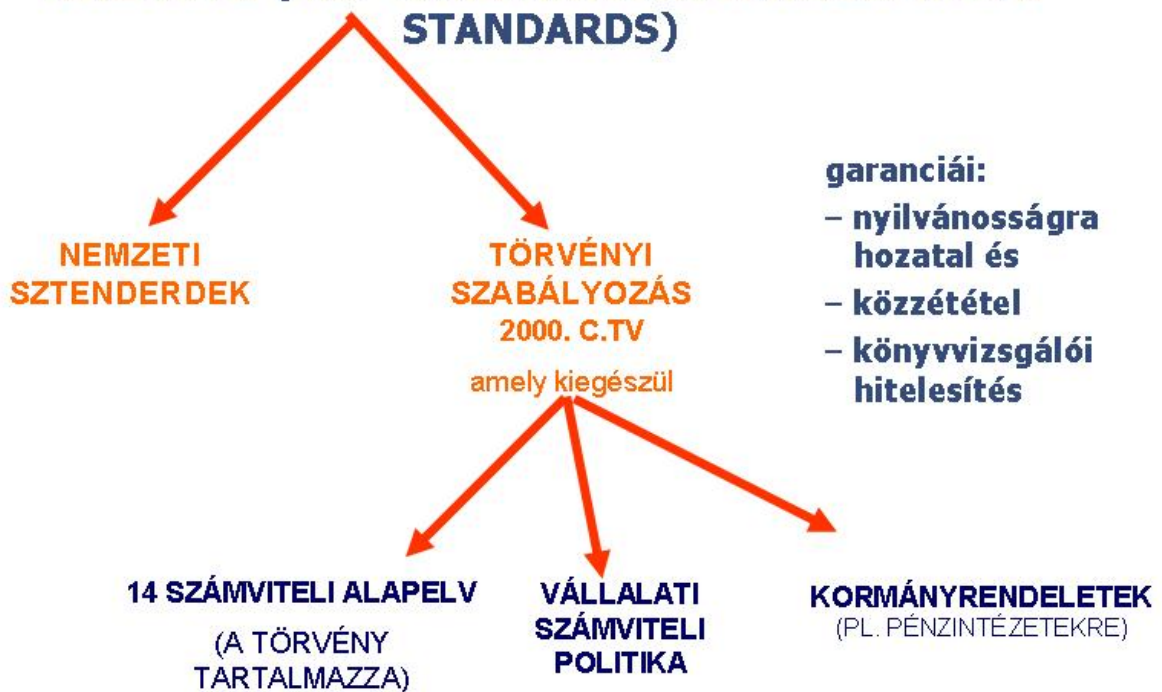 STANDARDS)
NEMZETI
SZTENDERDEK
TÖRVÉNYI
SZABÁLYOZÁS
2000. C.TV
amely kiegészül
garanciái:
– nyilvánosságra
hozatal és
– közzététel
– könyvvizsgálói
hitelesítés
14 SZÁMVITELI ALAPELV
(A TÖRVÉNY
TARTALMAZZA)
VÁLLALATI
SZÁMVITELI
POLITIKA
KORMÁNYRENDELETEK
(PL. PÉNZINTÉZETEKRE)